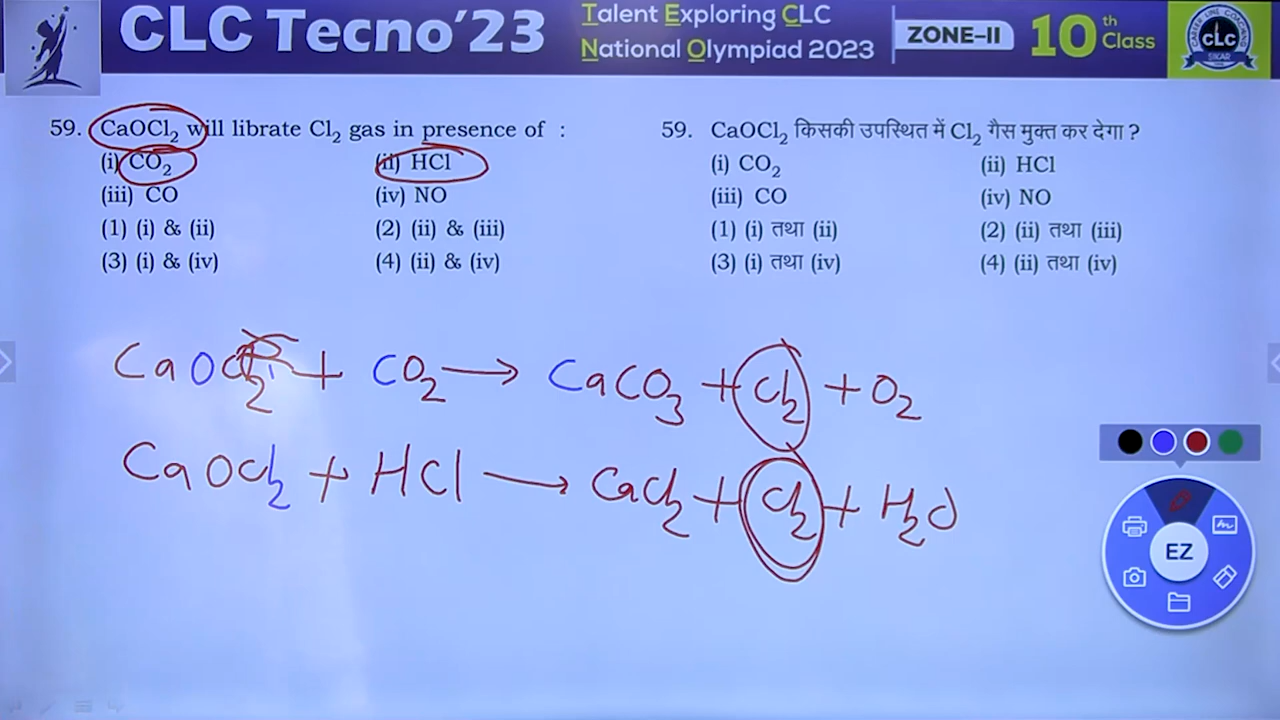 CLC Tecno'23
Talent Exploring CLC
National Olympiad 2023
ZONE-II
10th Class
CAREER LINE COACHING
cLc
SIKAR
59. CaOCl₂ will librate Cl₂ gas in presence of :
(i) CO₂ (ii) HCl
(iii) CO (iv) NO
(1) (i) & (ii) (2) (ii) & (iii)
(3) (i) & (iv) (4) (ii) & (iv)
59. CaOCl₂ किसकी उपस्थित में Cl₂ गैस मुक्त कर देगा ?
(i) CO₂ (ii) HCl
(iii) CO (iv) NO
(1) (i) तथा (ii) (2) (ii) तथा (iii)
(3) (i) तथा (iv) (4) (ii) तथा (iv)
CaOCl₂ + CO₂ → CaCO₃ + Cl₂ + O₂
CaOCl₂ + HCl → CaCl₂ + Cl₂ + H₂O
EZ